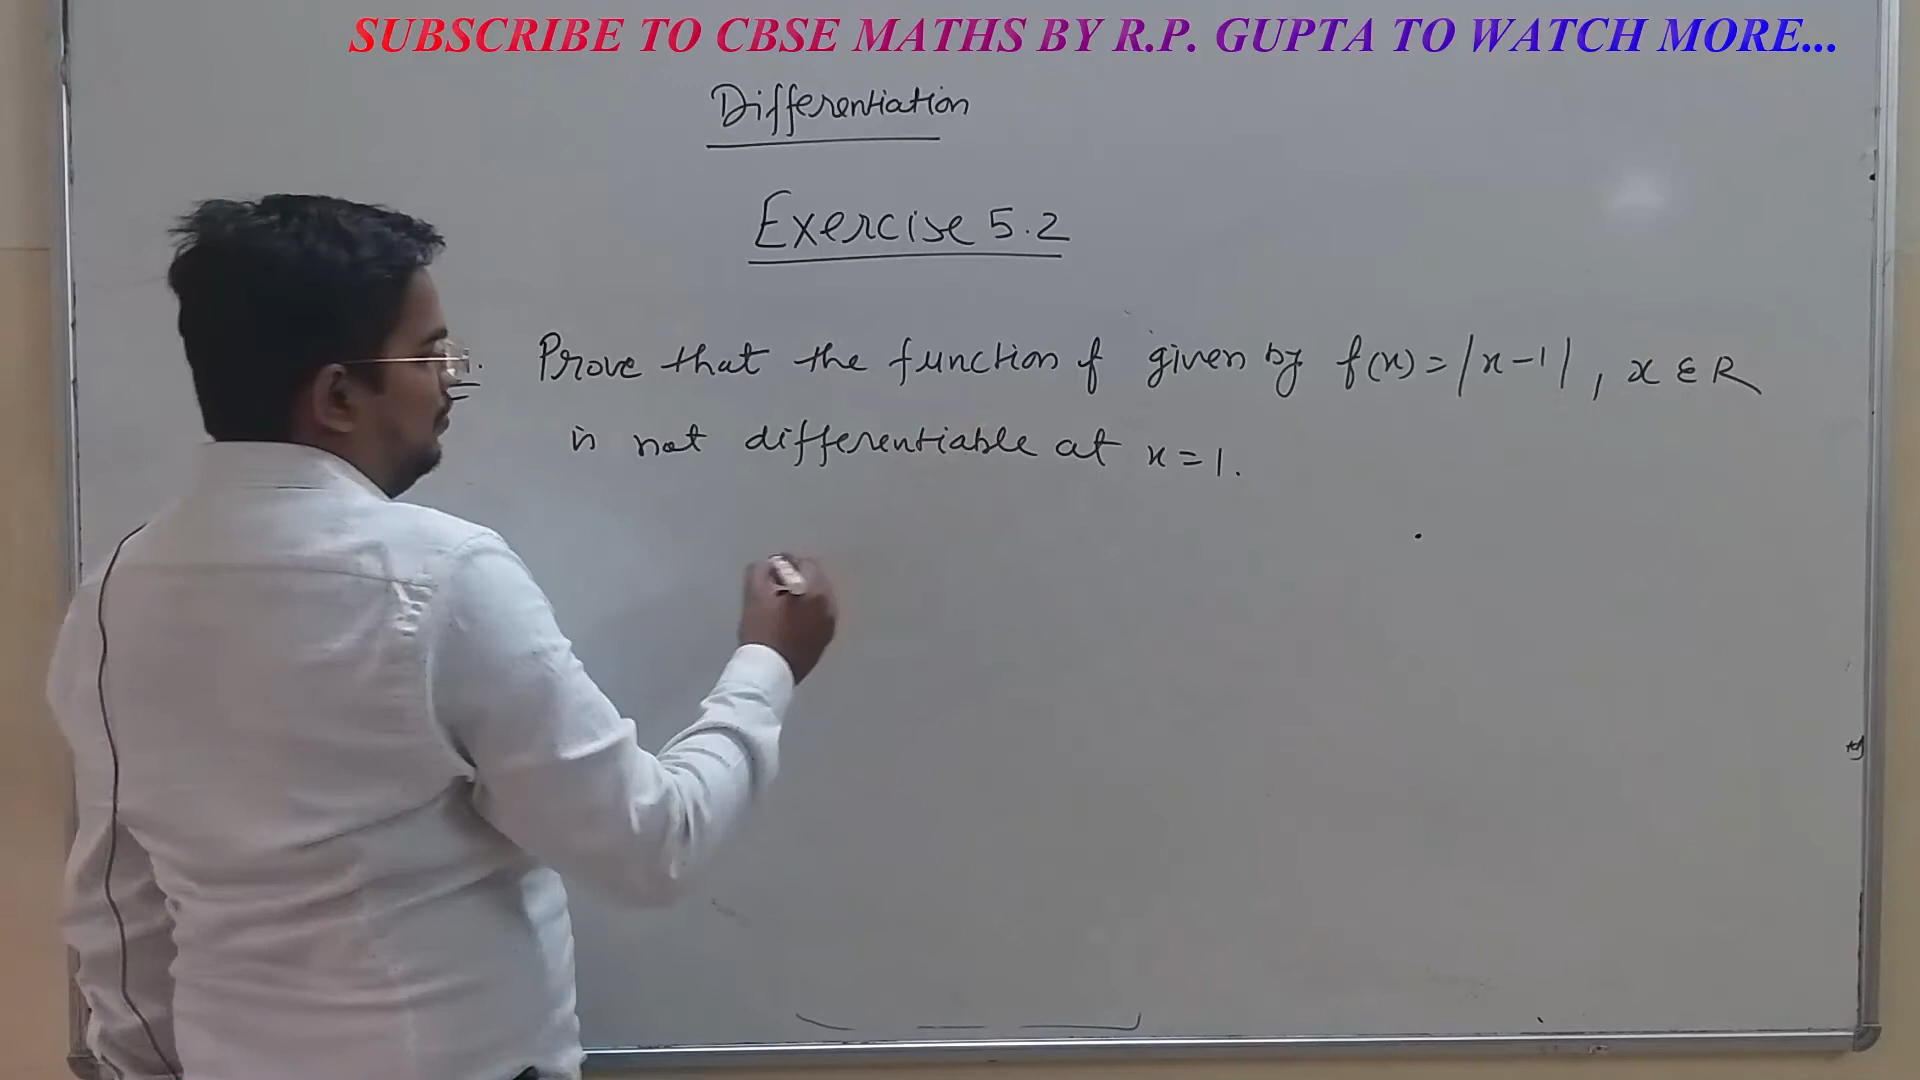 SUBSCRIBE TO CBSE MATHS BY R.P. GUPTA TO WATCH MORE...
Differentiation
Exercise 5.2
Prove that the function f given by f(x) = |x-1|, x ∈ R
is not differentiable at x = 1.